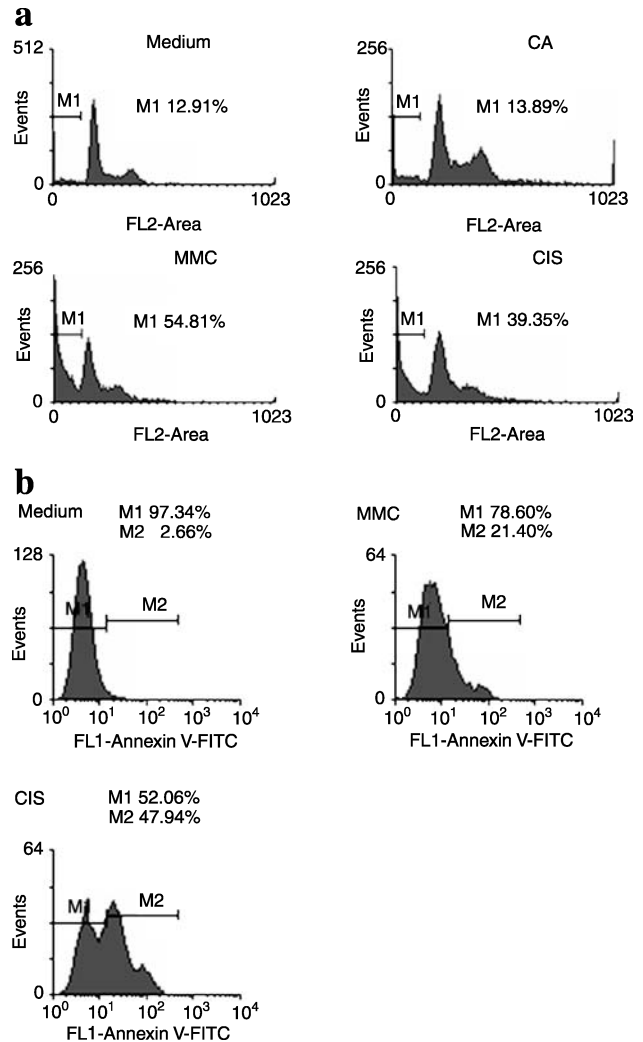 a
Medium
512
Events
M1
M1 12.91%
0
0
1023
FL2-Area
CA
256
Events
M1
M1 13.89%
0
0
1023
FL2-Area
MMC
256
Events
M1
M1 54.81%
0
0
1023
FL2-Area
CIS
256
Events
M1
M1 39.35%
0
0
1023
FL2-Area
b
Medium
M1 97.34%
M2 2.66%
128
Events
M1
M2
0
10⁰ 10¹ 10² 10³ 10⁴
FL1-Annexin V-FITC
MMC
M1 78.60%
M2 21.40%
64
Events
M1
M2
0
10⁰ 10¹ 10² 10³ 10⁴
FL1-Annexin V-FITC
CIS
M1 52.06%
M2 47.94%
64
Events
M1
M2
0
10⁰ 10¹ 10² 10³ 10⁴
FL1-Annexin V-FITC